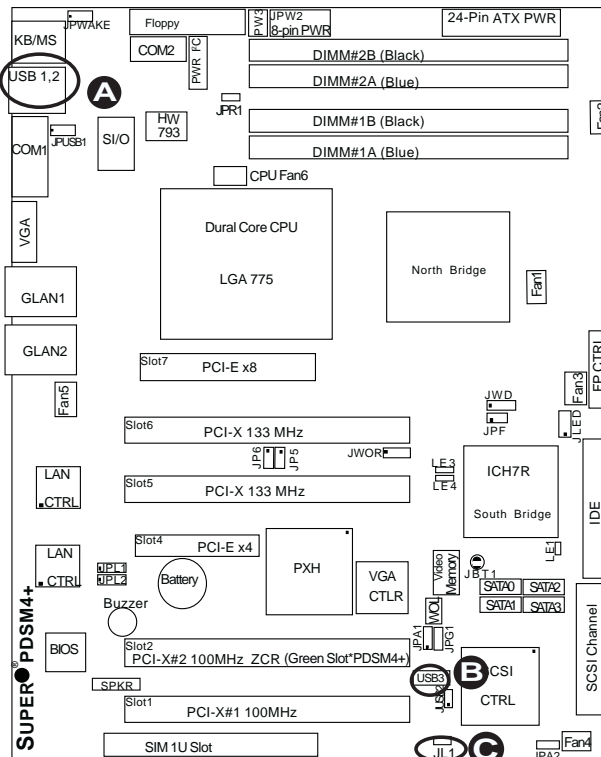 JPWAKE
Floppy
PW3
JPW2
8-pin PWR
24-Pin ATX PWR
KB/MS
COM2
PWR FC
DIMM#2B (Black)
USB 1,2
A
DIMM#2A (Blue)
JPR1
HW
793
DIMM#1B (Black)
JPUSB1
SI/O
COM1
DIMM#1A (Blue)
CPU Fan6
VGA
Dural Core CPU
LGA 775
North Bridge
Fan1
GLAN1
GLAN2
Slot7
PCI-E x8
FP CTRL
Fan3
Fan5
JWD
JPF
JLED
Slot6
PCI-X 133 MHz
JP6
JP5
JWOR
LE3
LE4
ICH7R
South Bridge
IDE
LAN
CTRL
Slot5
PCI-X 133 MHz
Slot4
PCI-E x4
PXH
LE1
LAN
CTRL
JPL1
JPL2
Battery
VGA
CTLR
Video
Memory
JBT1
SATA0
SATA2
SATA1
SATA3
WOL
Buzzer
JPA1
JPG1
SCSI Channel
BIOS
Slot2
PCI-X#2 100MHz ZCR (Green Slot*PDSM4+)
USB3
B
SCSI
CTRL
SPKR
Slot1
PCI-X#1 100MHz
SUPER® PDSM4+
SIM 1U Slot
JL1
C
JPA2
Fan4